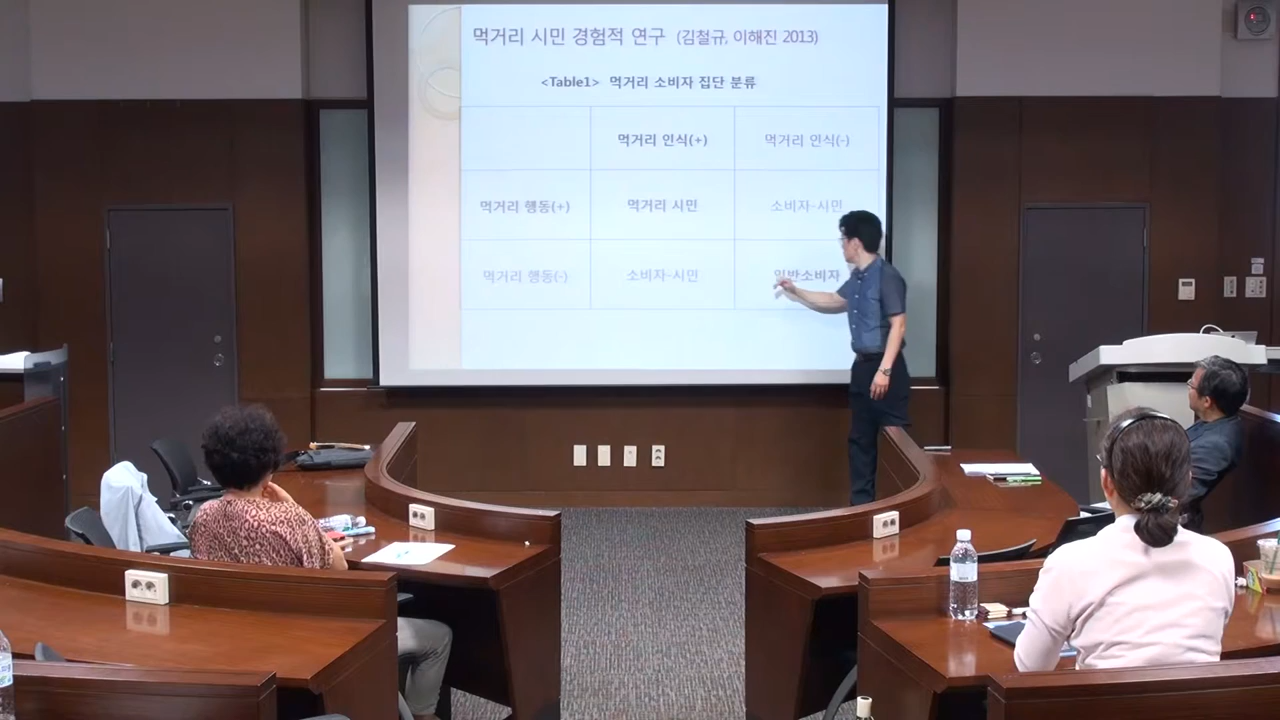 먹거리 시민 경험적 연구 (김철규, 이해진 2013)
<Table1> 먹거리 소비자 집단 분류
먹거리 인식(+) 먹거리 인식(-)
먹거리 행동(+) 먹거리 시민 소비자-시민
먹거리 행동(-) 소비자-시민 일반소비자